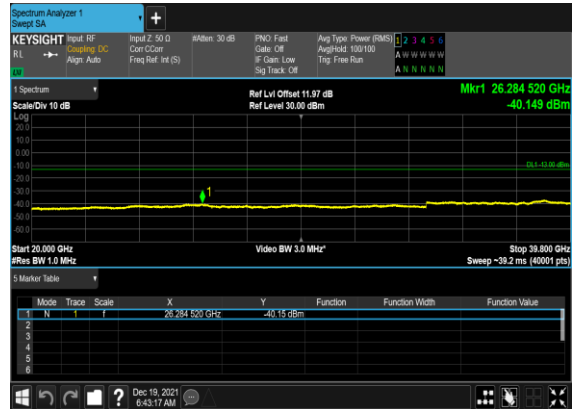 Spectrum Analyzer 1
Swept SA
KEYSIGHT
RL
Input: RF
Coupling: DC
Align: Auto
Input Z: 50 Ω
Corr CCorr
Freq Ref: Int (S)
#Atten: 30 dB
PNO: Fast
Gate: Off
IF Gain: Low
Sig Track: Off
Avg Type: Power (RMS)
Avg|Hold: 100/100
Trig: Free Run
1 2 3 4 5 6
A W W W W W
A N N N N N
1 Spectrum
Scale/Div 10 dB
Ref Lvl Offset 11.97 dB
Ref Level 30.00 dBm
Mkr1 26.284 520 GHz
-40.149 dBm
Log
20.0
10.0
0.00
-10.0
DL1 -13.00 dBm
-20.0
-30.0
1
-40.0
-50.0
-60.0
Start 20.000 GHz
#Res BW 1.0 MHz
Video BW 3.0 MHz*
Stop 39.800 GHz
Sweep ~39.2 ms (40001 pts)
5 Marker Table
Mode Trace Scale X Y Function Function Width Function Value
1 N 1 f 26.284 520 GHz -40.15 dBm
2
3
4
5
6
?
Dec 19, 2021
6:43:17 AM